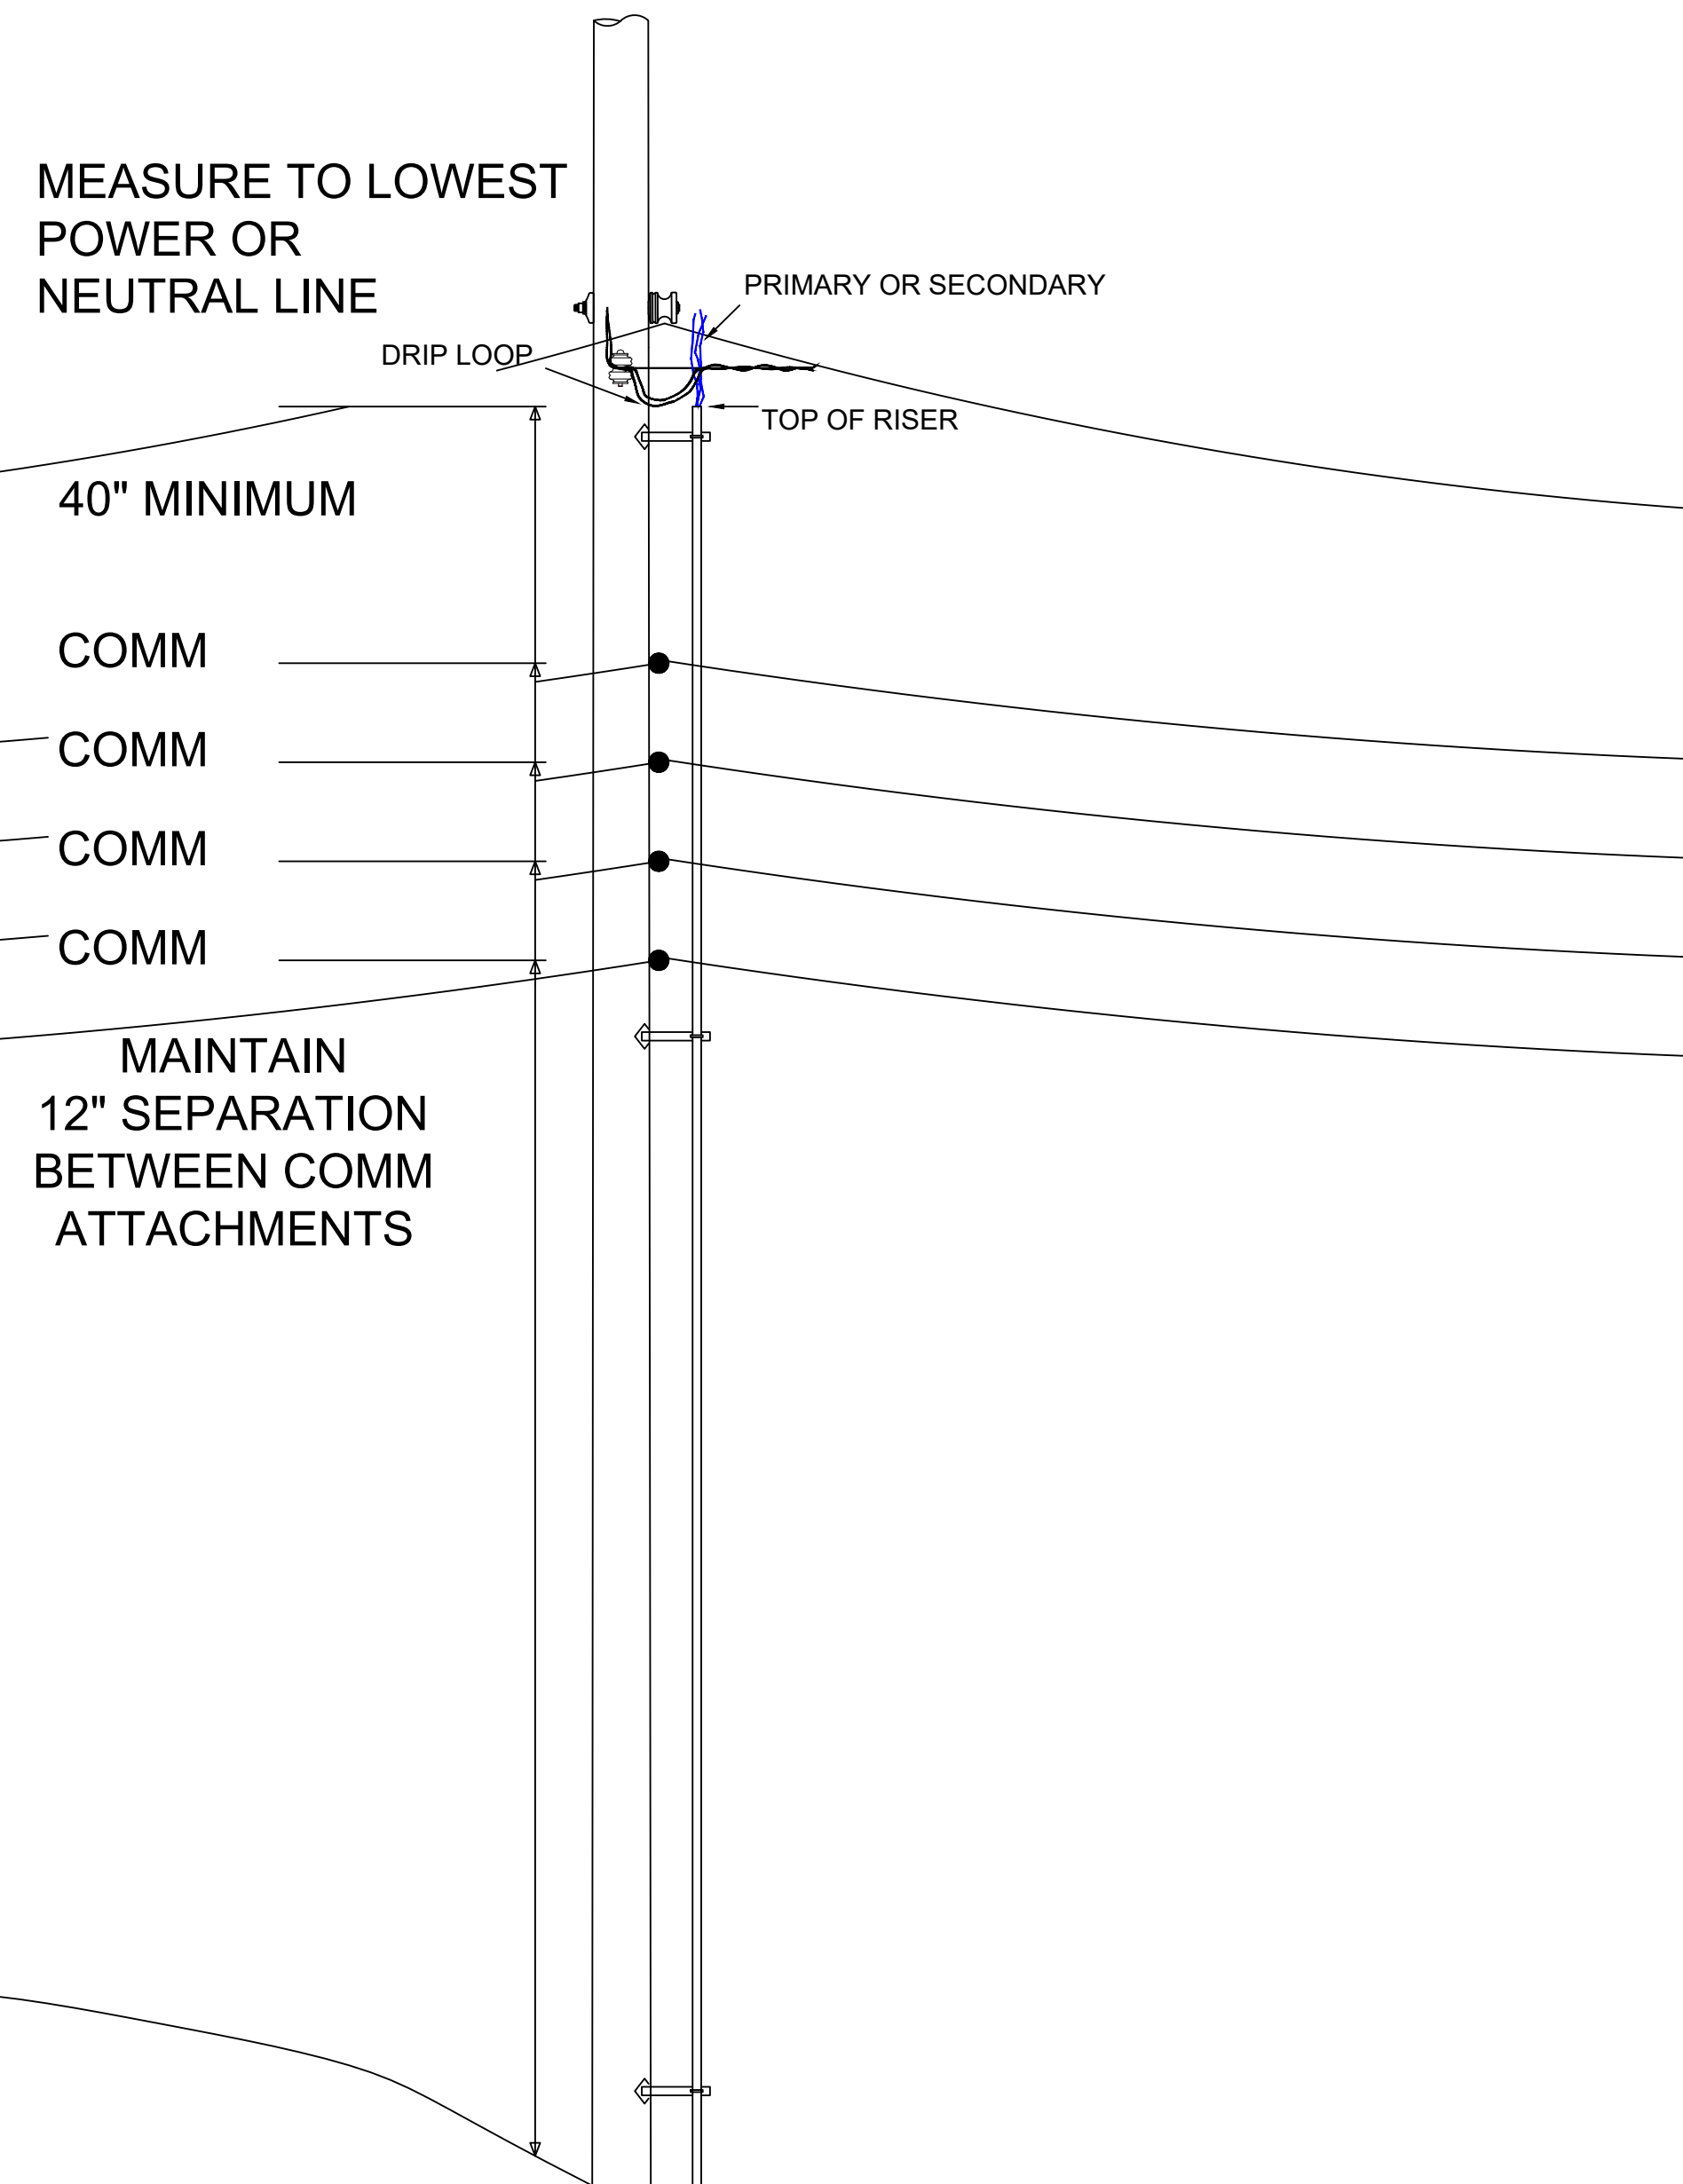 MEASURE TO LOWEST
POWER OR
NEUTRAL LINE
PRIMARY OR SECONDARY
DRIP LOOP
TOP OF RISER
40" MINIMUM
COMM
COMM
COMM
COMM
MAINTAIN
12" SEPARATION
BETWEEN COMM
ATTACHMENTS